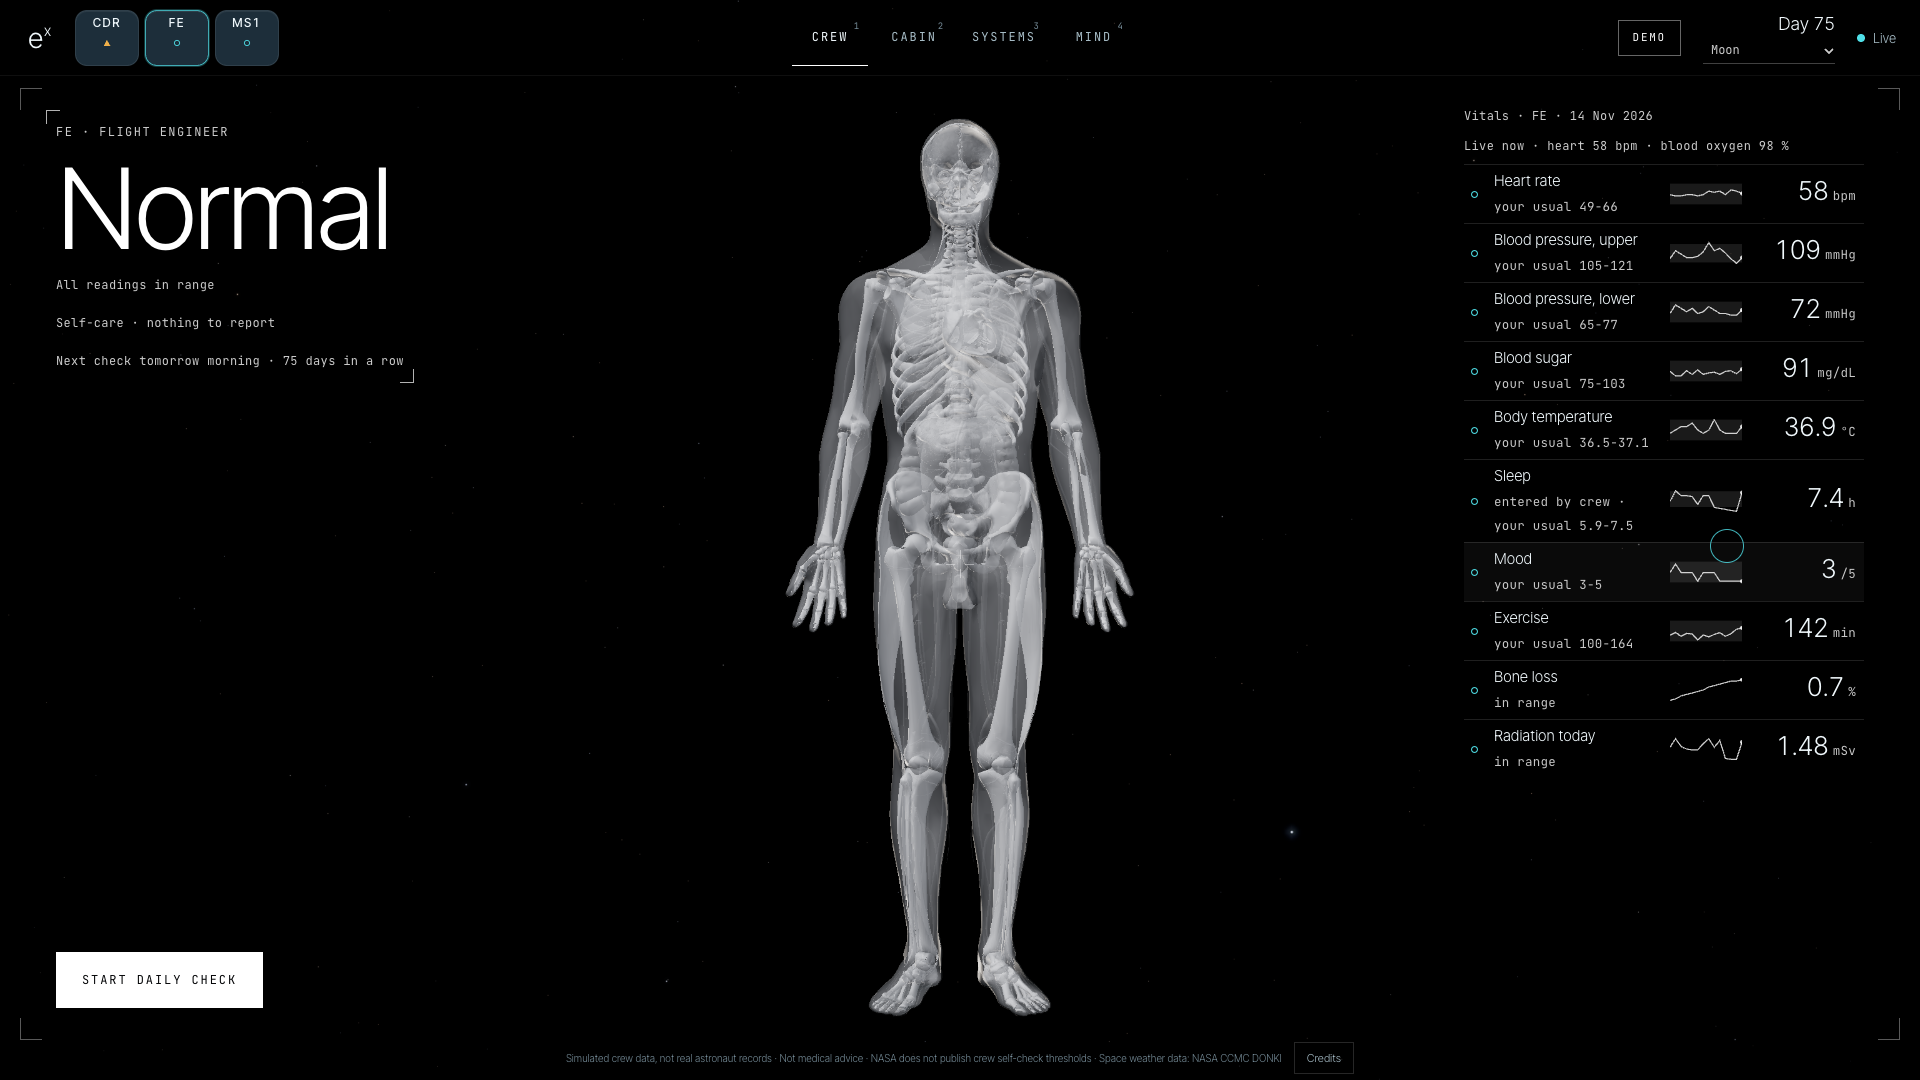 e^x
CDR
FE
MS1
CREW 1
CABIN 2
SYSTEMS 3
MIND 4
DEMO
Day 75
Moon
Live
FE · FLIGHT ENGINEER
Normal
All readings in range
Self-care · nothing to report
Next check tomorrow morning · 75 days in a row
START DAILY CHECK
Vitals · FE · 14 Nov 2026
Live now · heart 58 bpm · blood oxygen 98 %
Heart rate
your usual 49-66
58 bpm
Blood pressure, upper
your usual 105-121
109 mmHg
Blood pressure, lower
your usual 65-77
72 mmHg
Blood sugar
your usual 75-103
91 mg/dL
Body temperature
your usual 36.5-37.1
36.9 °C
Sleep
entered by crew ·
your usual 5.9-7.5
7.4 h
Mood
your usual 3-5
3 /5
Exercise
your usual 100-164
142 min
Bone loss
in range
0.7 %
Radiation today
in range
1.48 mSv
Simulated crew data, not real astronaut records · Not medical advice · NASA does not publish crew self-check thresholds · Space weather data: NASA CCMC DONKI
Credits